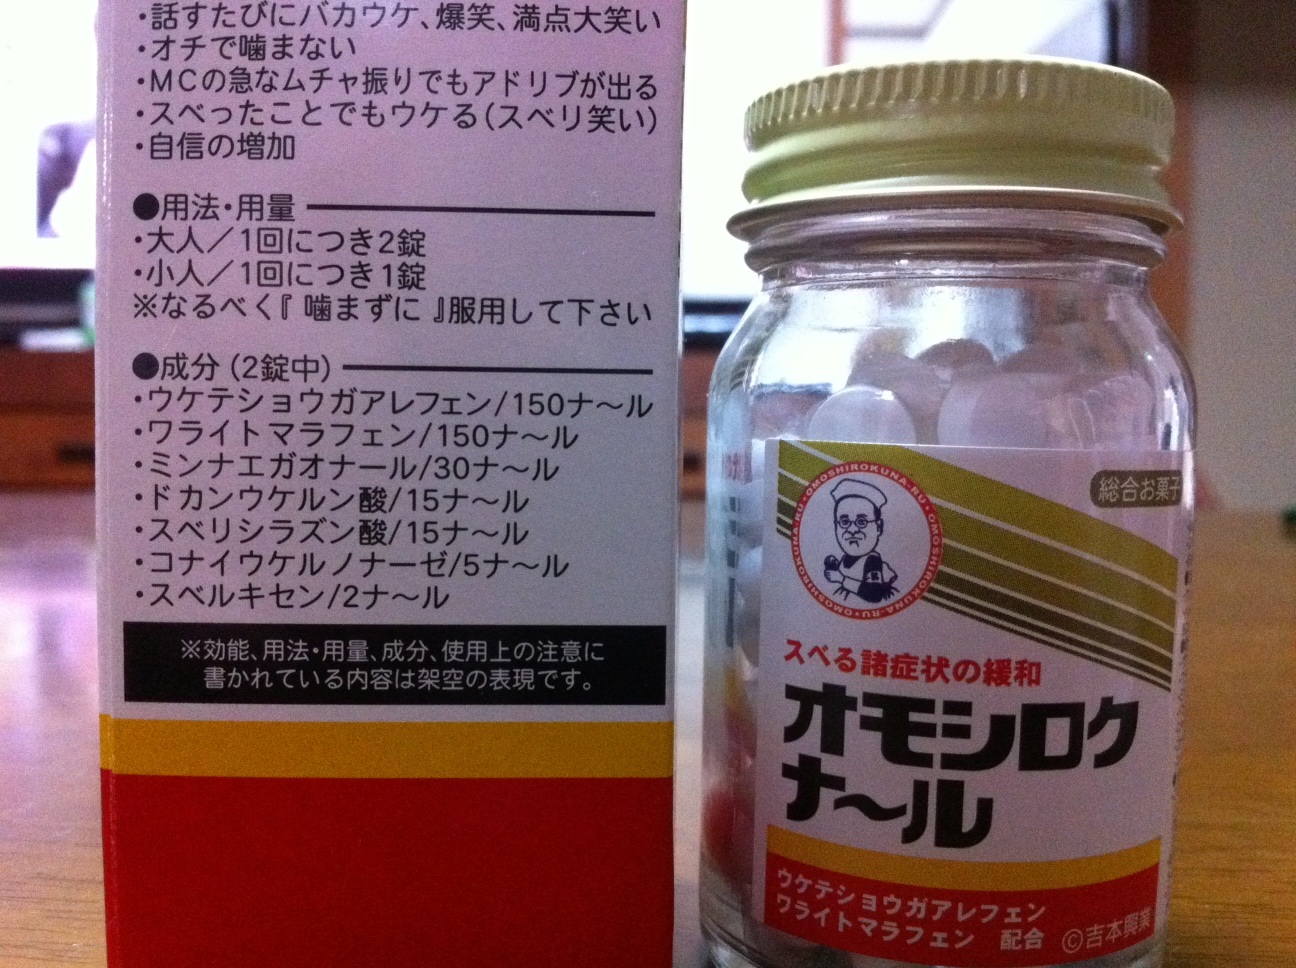 ・話すたびにバカウケ、爆笑、満点大笑い
・オチで噛まない
・MCの急なムチャ振りでもアドリブが出る
・スベったことでもウケる(スベリ笑い)
・自信の増加
●用法・用量
・大人／1回につき2錠
・小人／1回につき1錠
※なるべく『噛まずに』服用して下さい
●成分(2錠中)
・ウケテショウガアレフェン/150ナ〜ル
・ワライトマラフェン/150ナ〜ル
・ミンナエガオナール/30ナ〜ル
・ドカンウケルン酸/15ナ〜ル
・スベリシラズン酸/15ナ〜ル
・コナイウケルノナーゼ/5ナ〜ル
・スベルキセン/2ナ〜ル
※効能、用法・用量、成分、使用上の注意に
書かれている内容は架空の表現です。
総合お菓子
OMOSHIROKUNA-RU・OMOSHIROKUNA-RU・OMOSHIROKUNA-RU・
スベる諸症状の緩和
オモシロク
ナ〜ル
ウケテショウガアレフェン
ワライトマラフェン 配合
©吉本興業